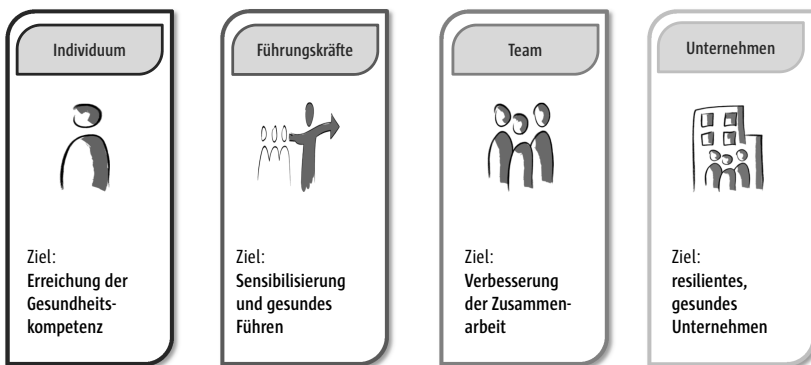 Individuum
Ziel:
Erreichung der
Gesundheits-
kompetenz
Führungskräfte
Ziel:
Sensibilisierung
und gesundes
Führen
Team
Ziel:
Verbesserung
der Zusammen-
arbeit
Unternehmen
Ziel:
resilientes,
gesundes
Unternehmen